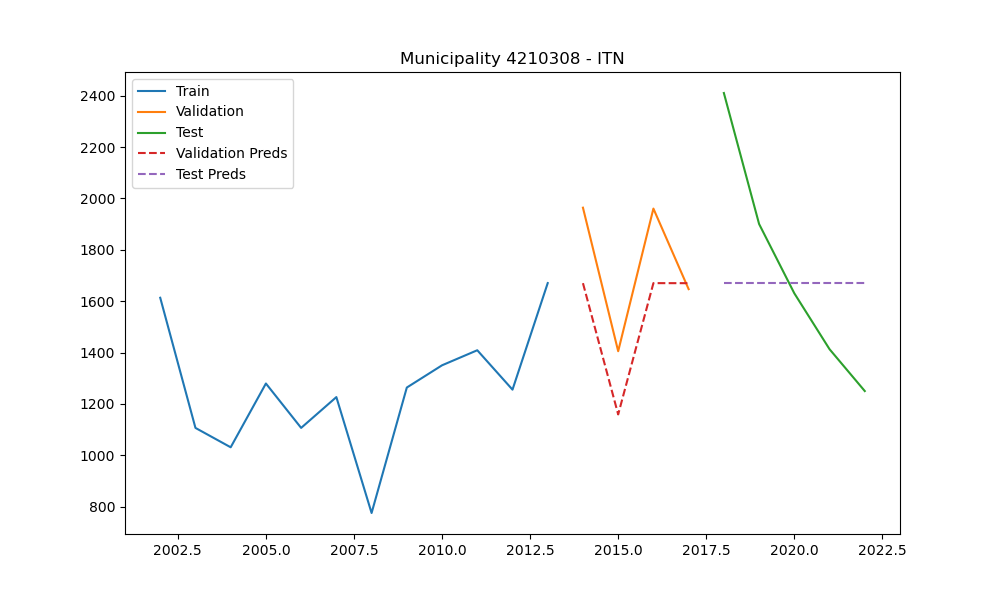 Municipality 4210308 - ITN
Train
Validation
Test
Validation Preds
Test Preds
2400
2200
2000
1800
1600
1400
1200
1000
800
2002.5 2005.0 2007.5 2010.0 2012.5 2015.0 2017.5 2020.0 2022.5